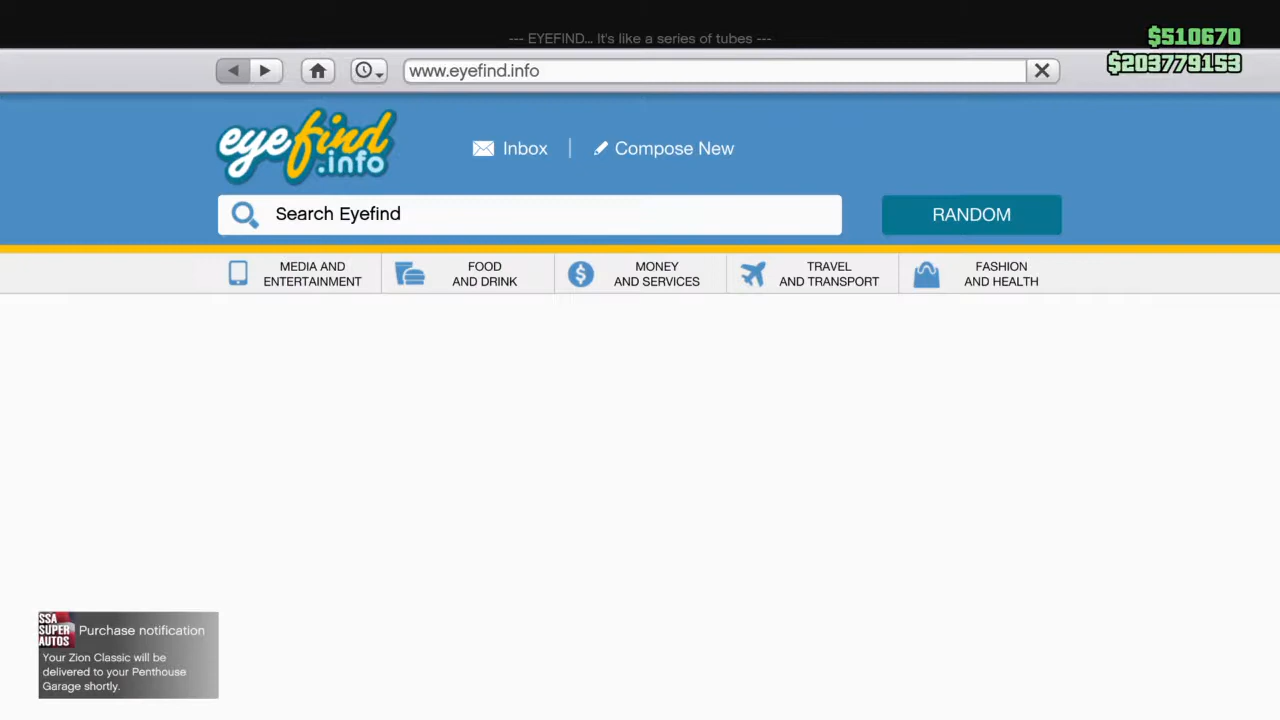 --- EYEFIND... It's like a series of tubes ---
$510670
$203779153
www.eyefind.info
eyefind
.info
Inbox
Compose New
Search Eyefind
RANDOM
MEDIA AND
ENTERTAINMENT
FOOD
AND DRINK
MONEY
AND SERVICES
TRAVEL
AND TRANSPORT
FASHION
AND HEALTH
SSA
SUPER
AUTOS
Purchase notification
Your Zion Classic will be
delivered to your Penthouse
Garage shortly.